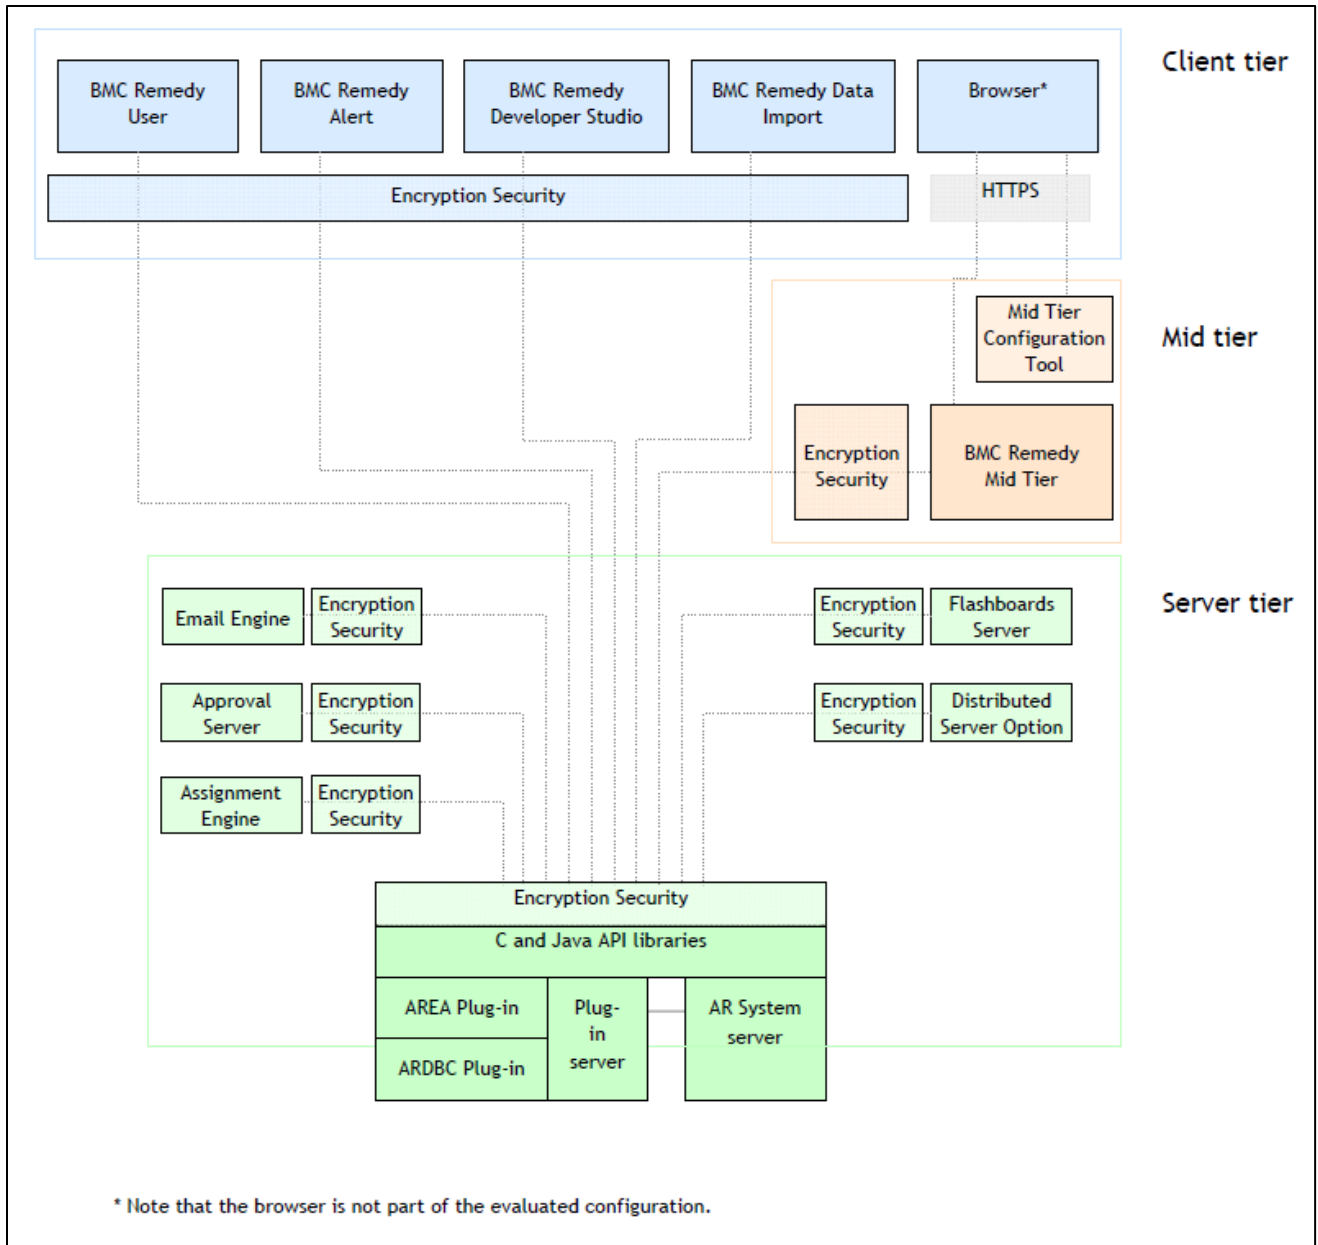 Client tier
BMC Remedy
User
BMC Remedy
Alert
BMC Remedy
Developer Studio
BMC Remedy Data
Import
Browser*
Encryption Security
HTTPS
Mid tier
Mid Tier
Configuration
Tool
Encryption
Security
BMC Remedy
Mid Tier
Server tier
Email Engine
Encryption
Security
Encryption
Security
Flashboards
Server
Approval
Server
Encryption
Security
Encryption
Security
Distributed
Server Option
Assignment
Engine
Encryption
Security
Encryption Security
C and Java API libraries
AREA Plug-in
ARDBC Plug-in
Plug-
in
server
AR System
server
* Note that the browser is not part of the evaluated configuration.